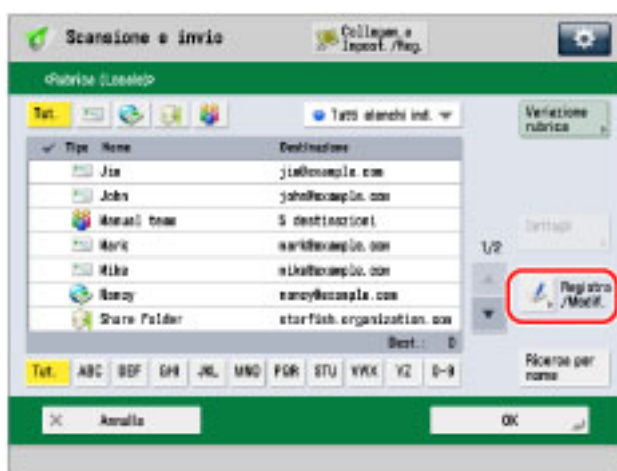 Scansione e invio
Collegam. a Impost./Reg.
<Rubrica (Locale)>
Tut.
Tutti elenchi ind.
Variazione rubrica
Tipo Nome Destinazione
Jim jim@example.com
John john@example.com
Manual team 5 destinazioni
Mark mark@example.com
Mike mike@example.com
Nancy nancy@example.com
Share Folder starfish.organization.com
1/2
Dettagli
Registra /Modif.
Dest.: 0
Tut. ABC DEF GHI JKL MNO PQR STU VWX YZ 0-9
Ricerca per nome
Annulla
OK